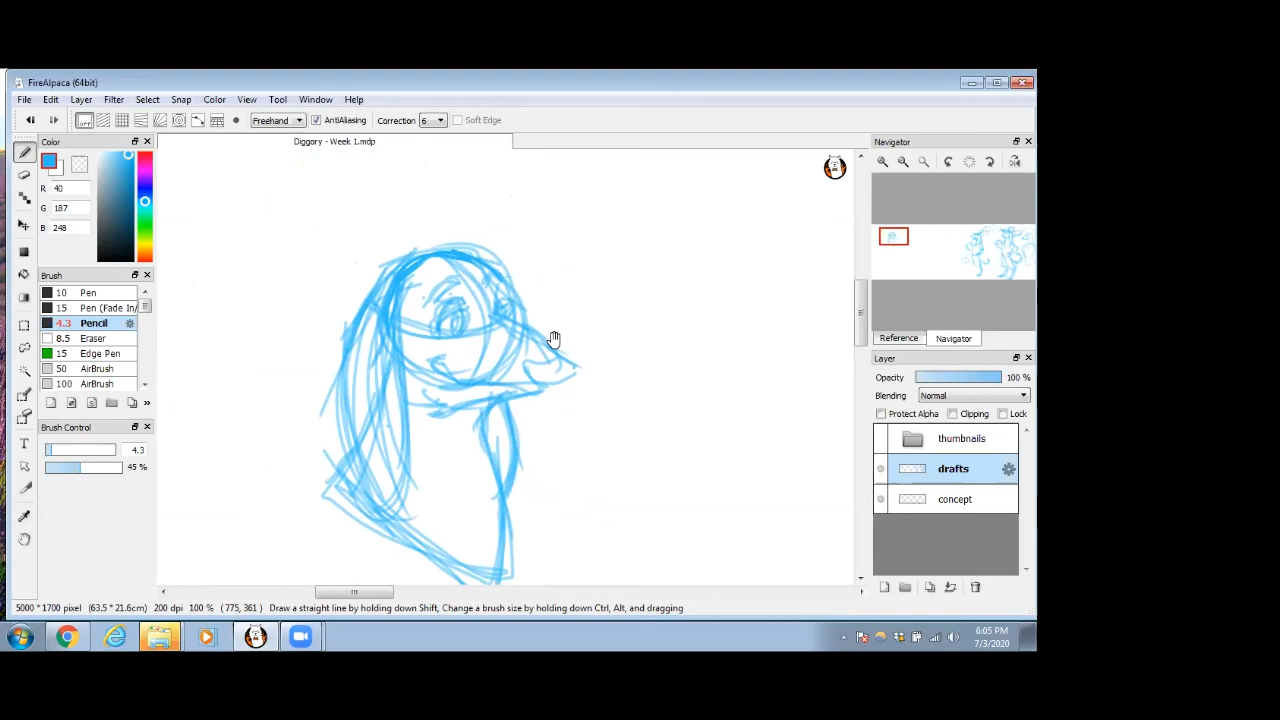 FireAlpaca (64bit)
File Edit Layer Filter Select Snap Color View Tool Window Help
off Freehand AntiAliasing Correction 6 Soft Edge
Color Diggory - Week 1.mdp Navigator
R 40
G 187
B 248
Brush
10 Pen
15 Pen (Fade In/
4.3 Pencil
8.5 Eraser
15 Edge Pen
50 AirBrush
100 AirBrush
Reference Navigator
Layer
Opacity 100 %
Blending Normal
Protect Alpha Clipping Lock
thumbnails
drafts
concept
Brush Control
4.3
45 %
T
5000 * 1700 pixel (63.5 * 21.6cm) 200 dpi 100 % (775, 361) Draw a straight line by holding down Shift, Change a brush size by holding down Ctrl, Alt, and dragging
6:05 PM
7/3/2020